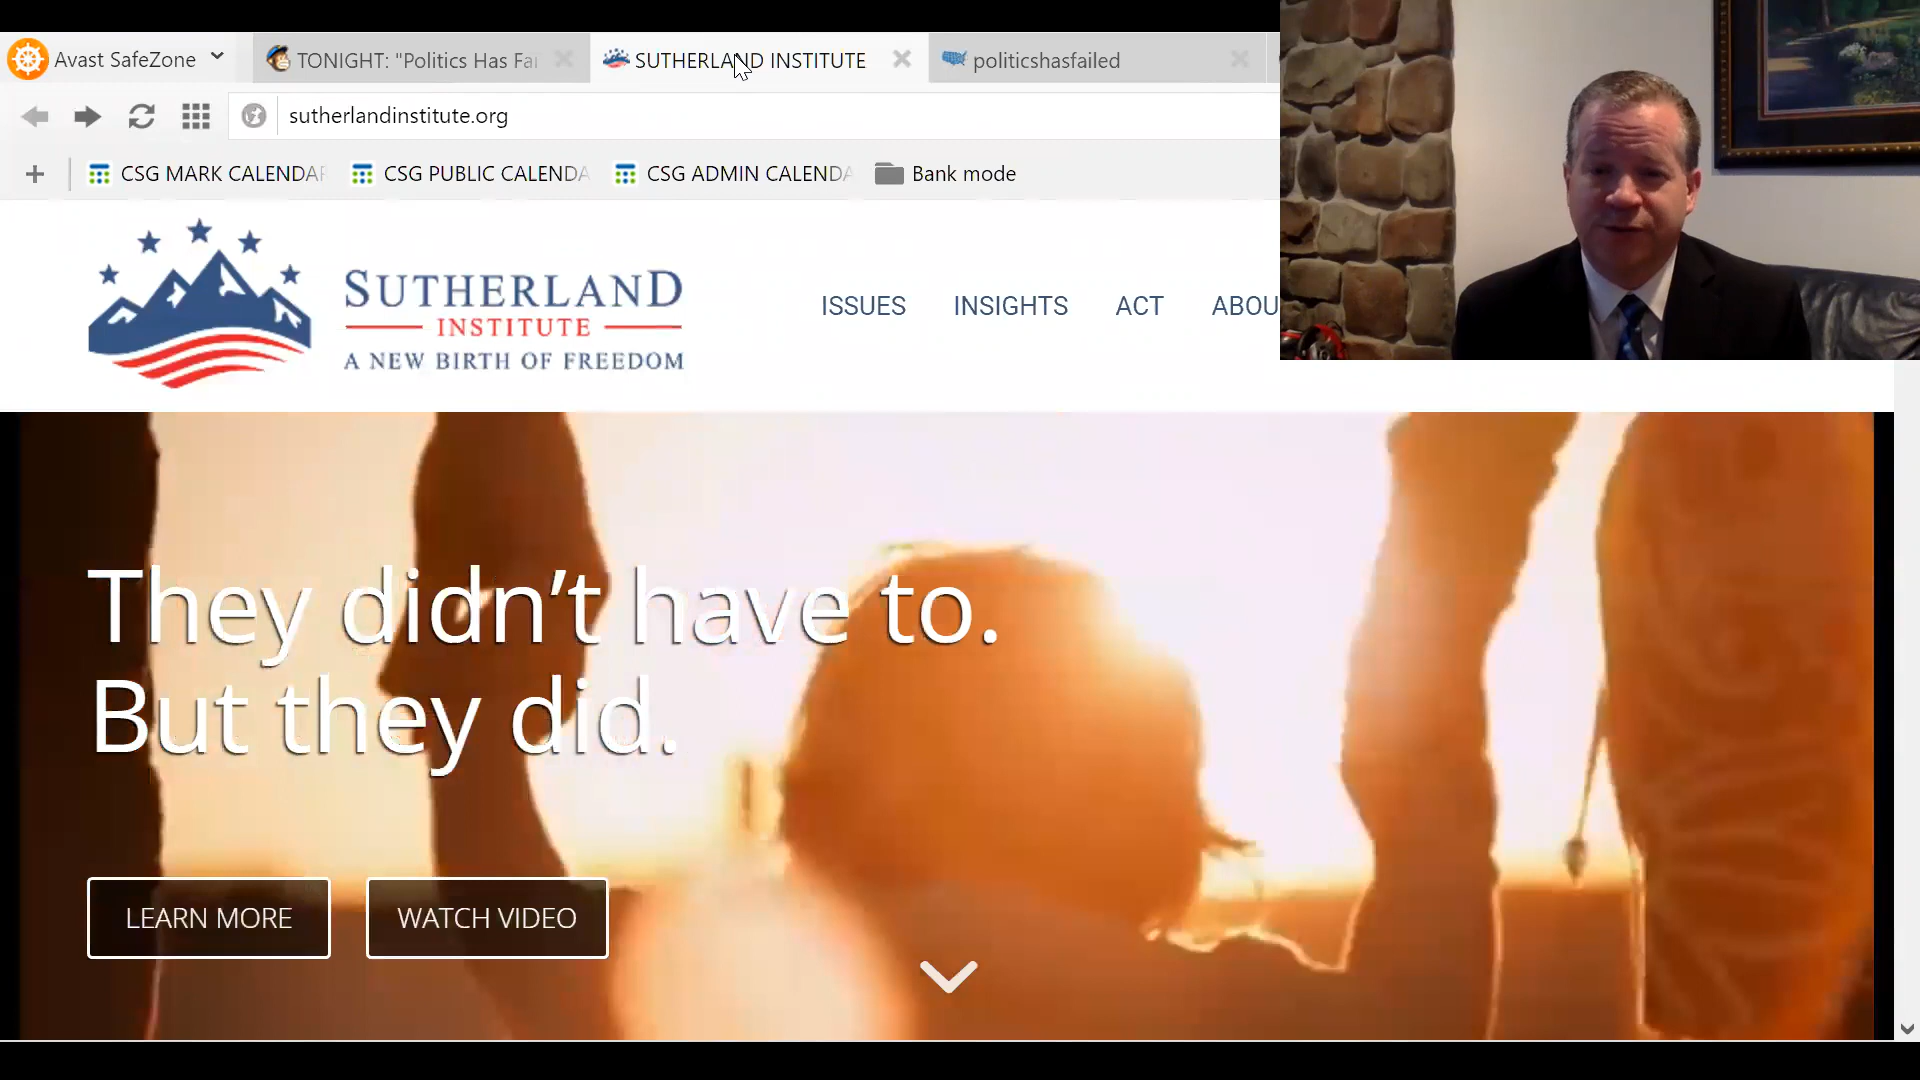 Avast SafeZone
TONIGHT: "Politics Has Fai
SUTHERLAND INSTITUTE
politicshasfailed
sutherlandinstitute.org
CSG MARK CALENDAR
CSG PUBLIC CALENDA
CSG ADMIN CALENDA
Bank mode
SUTHERLAND
INSTITUTE
A NEW BIRTH OF FREEDOM
ISSUES
INSIGHTS
ACT
ABOU
They didn’t have to.
But they did.
LEARN MORE
WATCH VIDEO